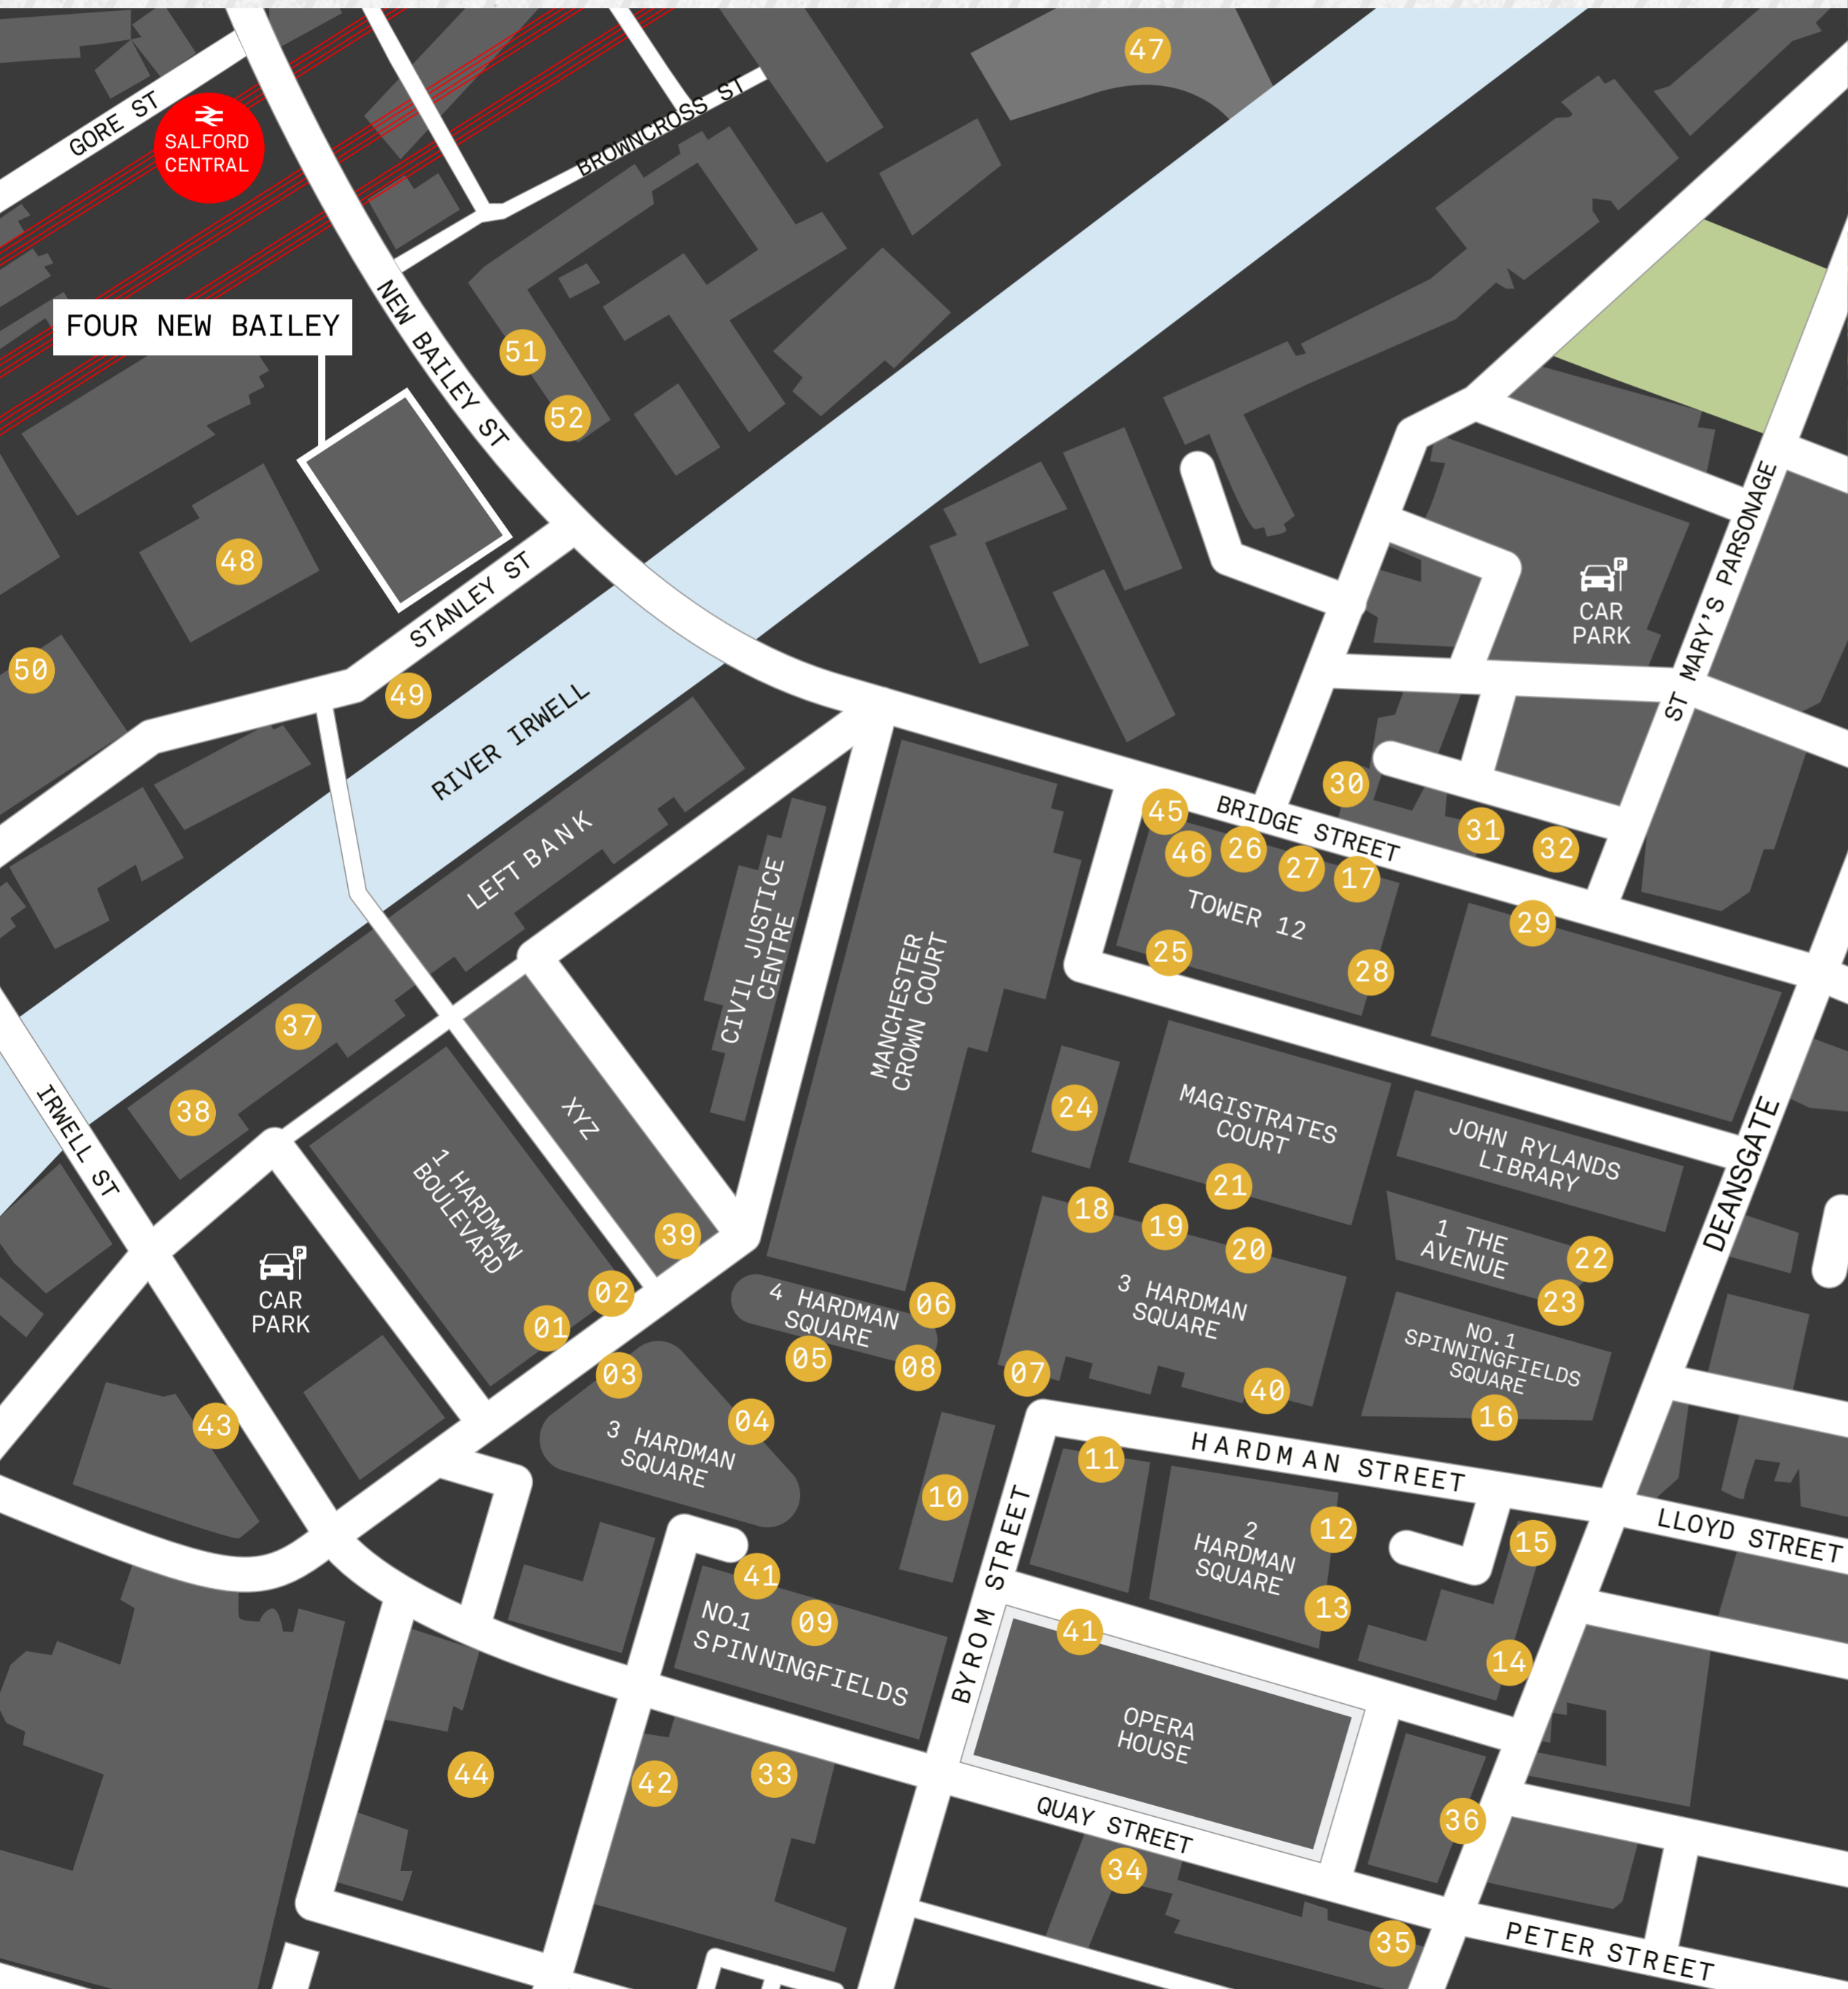 47
GORE ST
SALFORD
CENTRAL
BROWNCROSS ST
FOUR NEW BAILEY
NEW BAILEY ST
51
52
48
STANLEY ST
50
49
RIVER IRWELL
P
CAR
PARK
ST MARY'S PARSONAGE
30
45
BRIDGE STREET
31
32
46
26
27
17
29
TOWER 12
25
28
LEFT BANK
CIVIL JUSTICE
CENTRE
MANCHESTER
CROWN COURT
37
38
IRWELL ST
XYZ
1 HARDMAN
BOULEVARD
39
24
MAGISTRATES
COURT
21
JOHN RYLANDS
LIBRARY
DEANSGATE
18
19
20
1 THE
AVENUE
22
23
P
CAR
PARK
02
01
4 HARDMAN
SQUARE
06
05
08
3 HARDMAN
SQUARE
07
40
NO.1
SPINNINGFIELDS
SQUARE
16
03
04
3 HARDMAN
SQUARE
43
10
11
HARDMAN STREET
LLOYD STREET
2
HARDMAN
SQUARE
12
13
15
14
BYROM STREET
41
NO.1
SPINNINGFIELDS
09
41
OPERA
HOUSE
44
42
33
QUAY STREET
34
36
35
PETER STREET